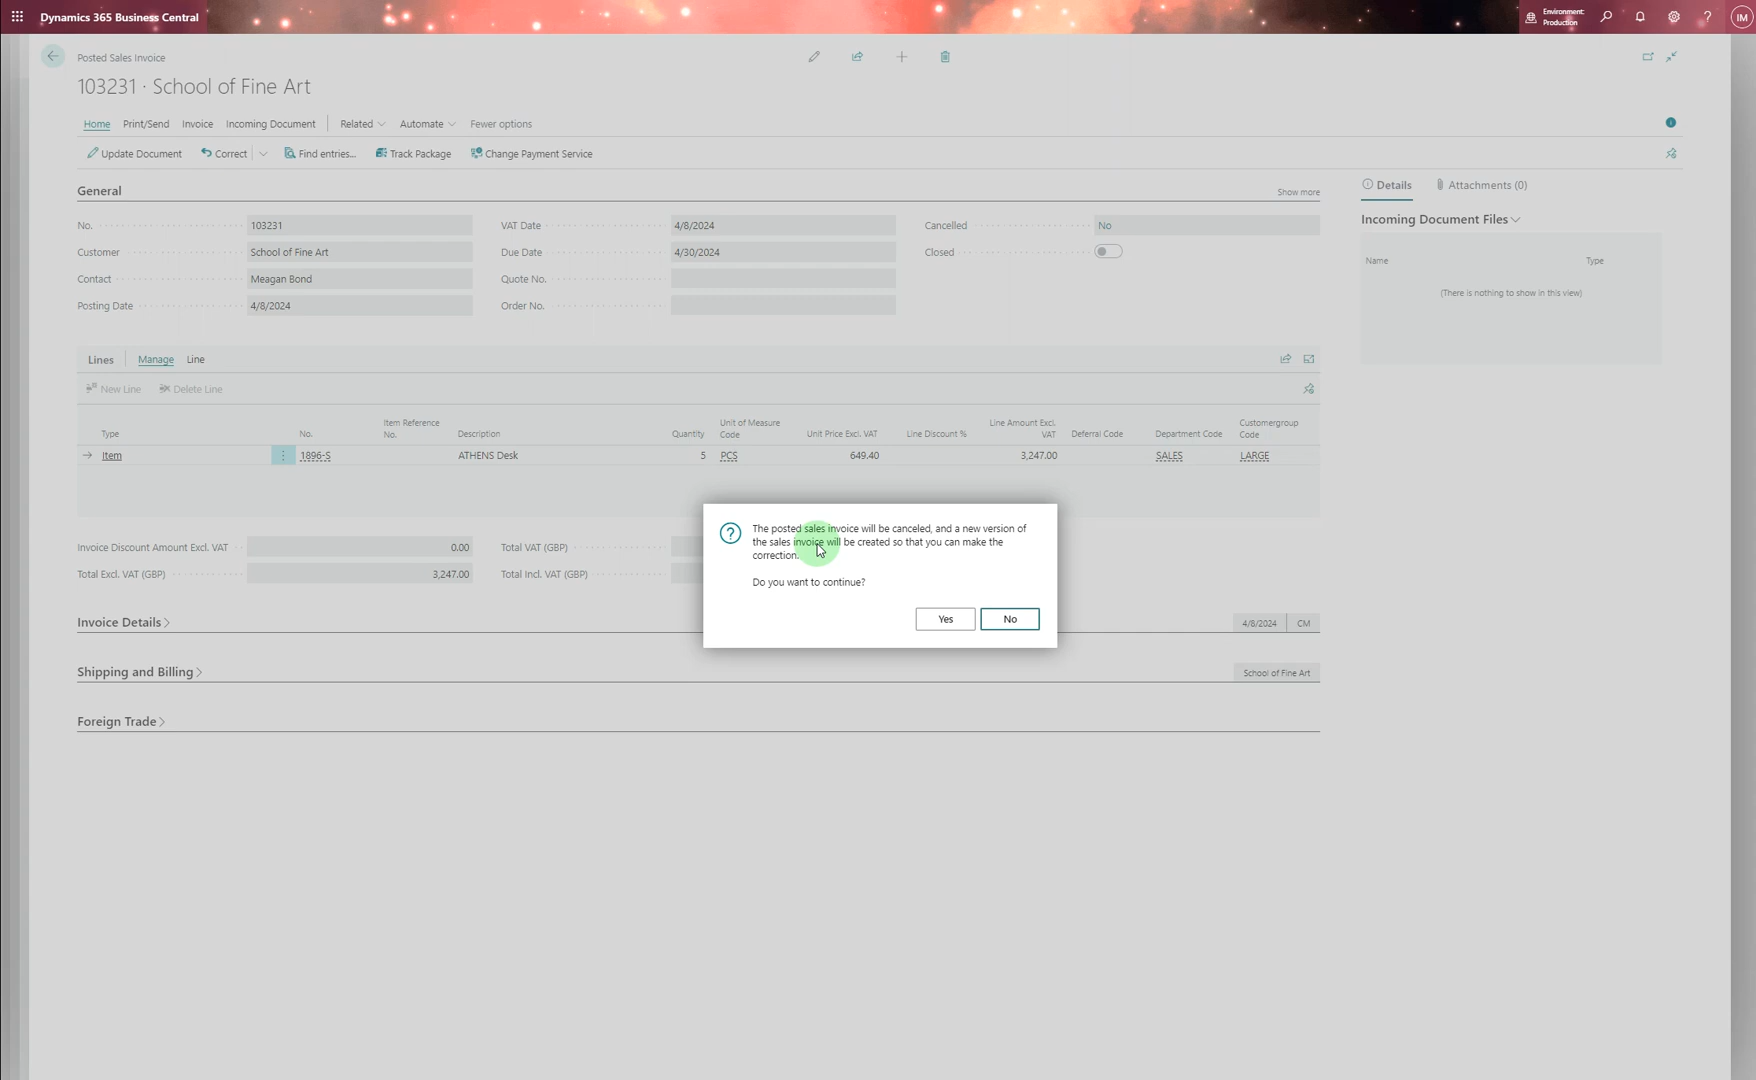 Dynamics 365 Business Central
Environment:
Production
?
IM
Posted Sales Invoice
103231 · School of Fine Art
Home Print/Send Invoice Incoming Document Related Automate Fewer options
Update Document Correct Find entries... Track Package Change Payment Service
General
Show more
No. 103231
Customer School of Fine Art
Contact Meagan Bond
Posting Date 4/8/2024
VAT Date 4/8/2024
Due Date 4/30/2024
Quote No.
Order No.
Cancelled No
Closed
Details Attachments (0)
Incoming Document Files
Name Type
(There is nothing to show in this view)
Lines Manage Line
New Line Delete Line
Type No. Item Reference No. Description Quantity Unit of Measure Code Unit Price Excl. VAT Line Discount % Line Amount Excl. VAT Deferral Code Department Code Customergroup Code
Item 1896-S ATHENS Desk 5 PCS 649.40 3,247.00 SALES LARGE
Invoice Discount Amount Excl. VAT 0.00
Total Excl. VAT (GBP) 3,247.00
Total VAT (GBP)
Total Incl. VAT (GBP)
The posted sales invoice will be canceled, and a new version of
the sales invoice will be created so that you can make the
correction.
Do you want to continue?
Yes No
Invoice Details 4/8/2024 CM
Shipping and Billing School of Fine Art
Foreign Trade